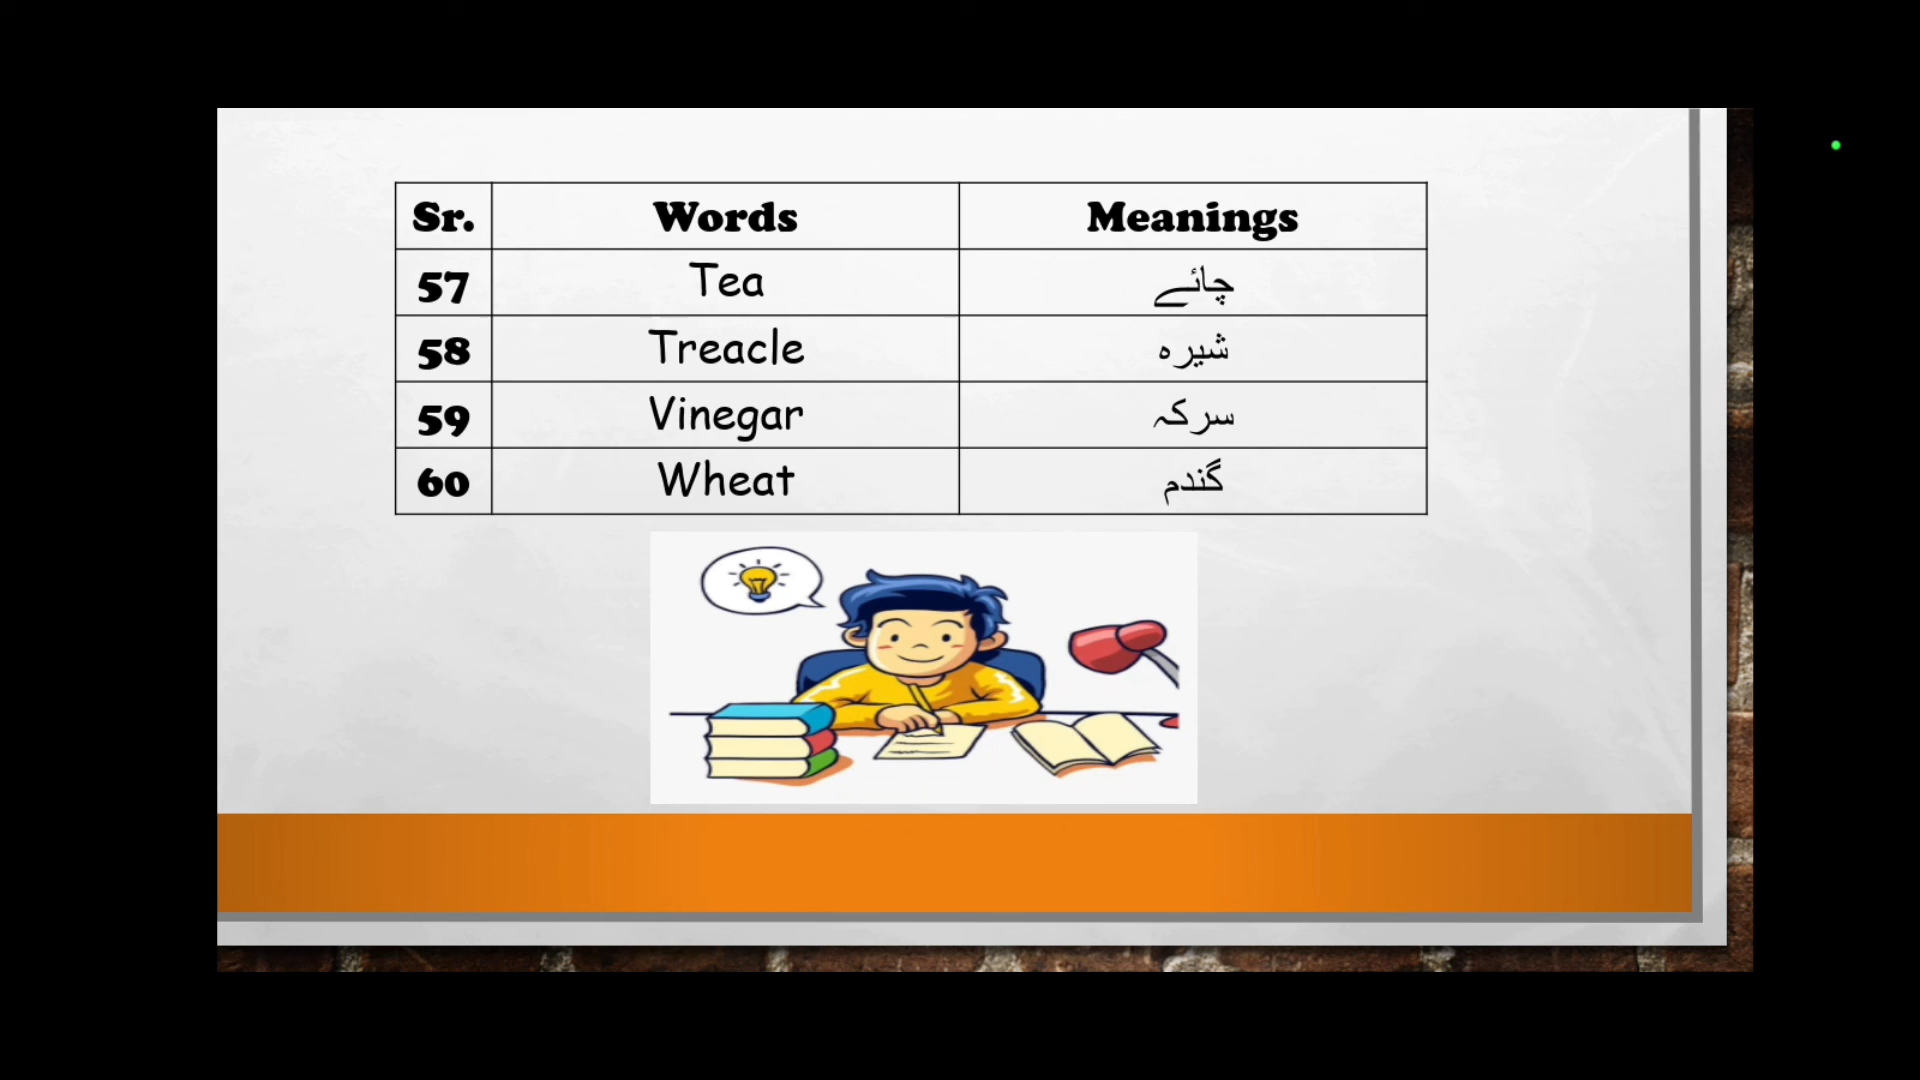 Sr. Words Meanings
57 Tea چائے
58 Treacle شیرہ
59 Vinegar سرکہ
60 Wheat گندم